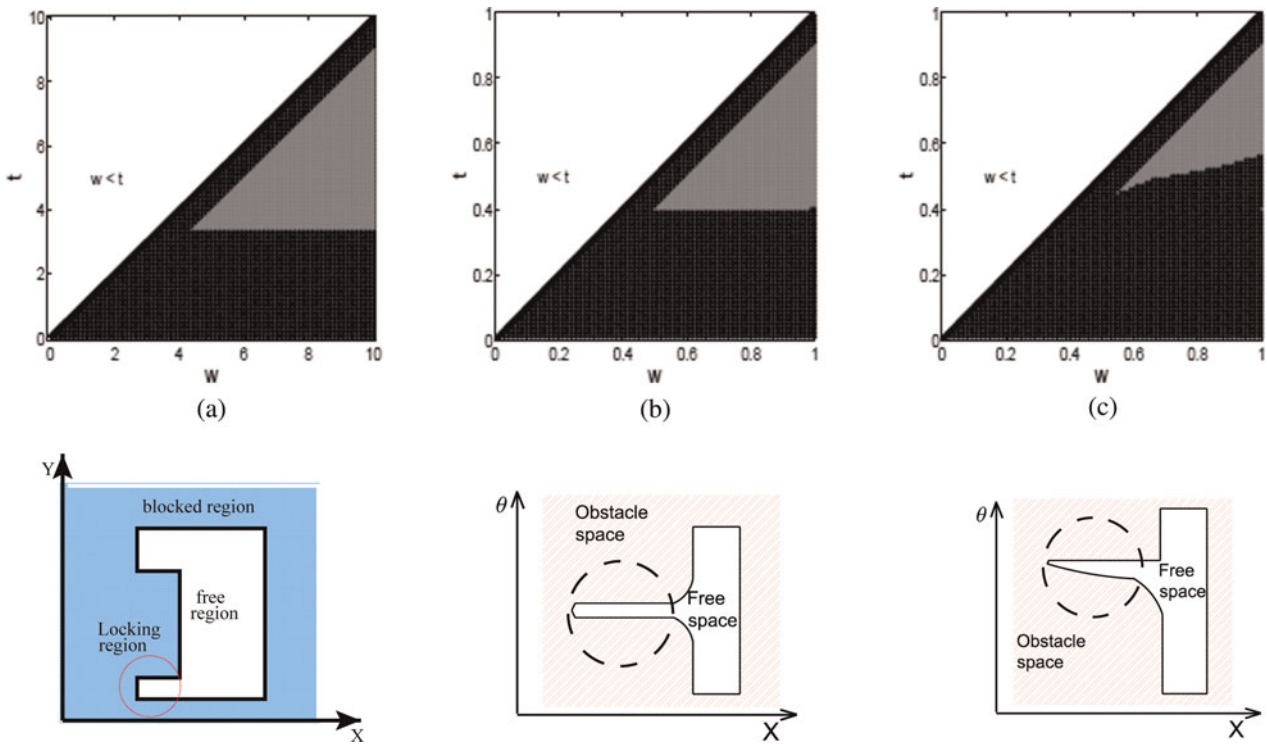 10
8
6
4
2
0
t
w < t
0 2 4 6 8 10
W
(a)
1
0.8
0.6
0.4
0.2
0
t
w < t
0 0.2 0.4 0.6 0.8 1
W
(b)
1
0.8
0.6
0.4
0.2
0
t
w < t
0 0.2 0.4 0.6 0.8 1
W
(c)
Y
blocked region
free
region
Locking
region
X
θ
Obstacle
space
Free
space
X
θ
Free
space
Obstacle
space
X